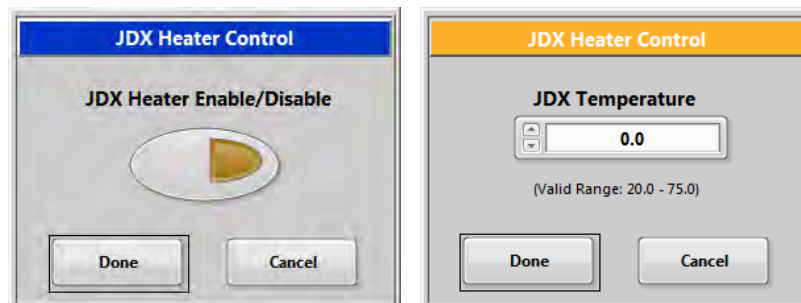 JDX Heater Control
JDX Heater Enable/Disable
Done
Cancel
JDX Heater Control
JDX Temperature
0.0
(Valid Range: 20.0 - 75.0)
Done
Cancel